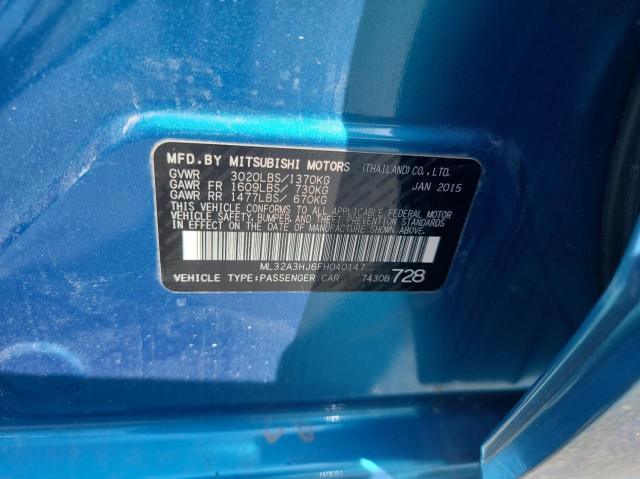 MFD.BY MITSUBISHI MOTORS (THAILAND) CO.,LTD.
GVWR 3020LBS/1370KG JAN 2015
GAWR FR 1609LBS/ 730KG
GAWR RR 1477LBS/ 670KG
THIS VEHICLE CONFORMS TO ALL APPLICABLE FEDERAL MOTOR
VEHICLE SAFETY, BUMPER, AND THEFT PREVENTION STANDARDS
IN EFFECT ON THE DATE OF MANUFACTURE SHOWN ABOVE.
ML32A3HJ6FH040147
VEHICLE TYPE:PASSENGER CAR 7430B 728